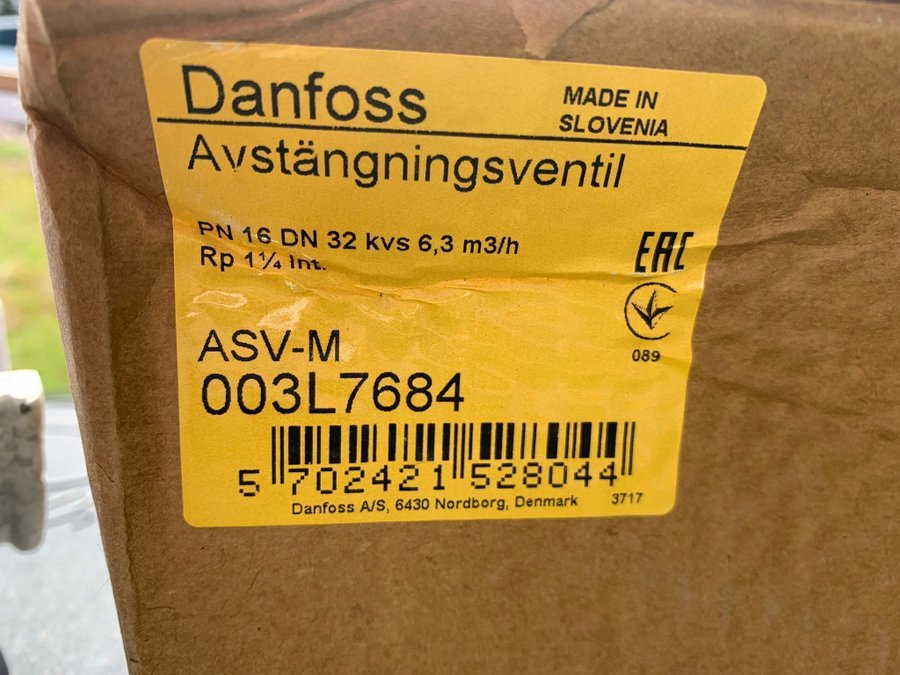 Danfoss
MADE IN
SLOVENIA
Avstängningsventil
PN 16 DN 32 kvs 6,3 m3/h
Rp 1¼ Int.
EAC
089
ASV-M
003L7684
5 702421 528044
Danfoss A/S, 6430 Nordborg, Denmark 3717